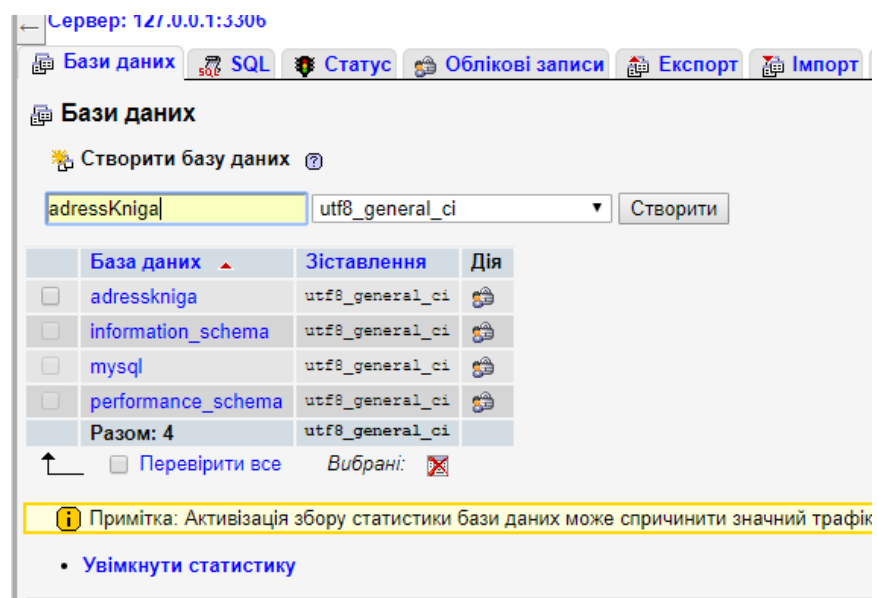 ← Сервер: 127.0.0.1:3306
Бази даних SQL Статус Облікові записи Експорт Імпорт
Бази даних
Створити базу даних
adressKniga utf8_general_ci Створити
База даних Зіставлення Дія
adresskniga utf8_general_ci
information_schema utf8_general_ci
mysql utf8_general_ci
performance_schema utf8_general_ci
Разом: 4 utf8_general_ci
Перевірити все Вибрані:
Примітка: Активізація збору статистики бази даних може спричинити значний трафік
• Увімкнути статистику